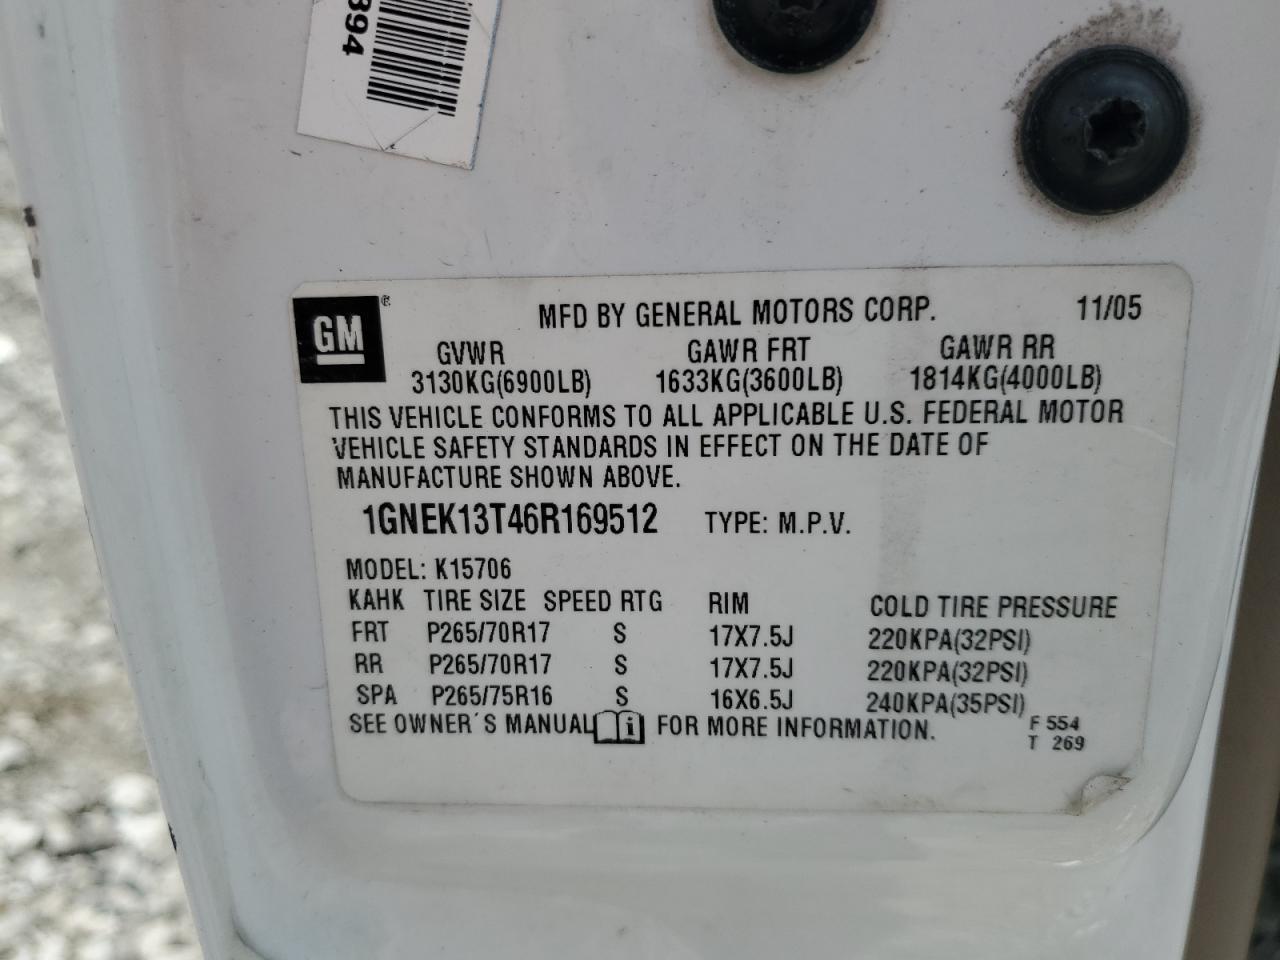 394
GM®
MFD BY GENERAL MOTORS CORP. 11/05
GVWR GAWR FRT GAWR RR
3130KG(6900LB) 1633KG(3600LB) 1814KG(4000LB)
THIS VEHICLE CONFORMS TO ALL APPLICABLE U.S. FEDERAL MOTOR
VEHICLE SAFETY STANDARDS IN EFFECT ON THE DATE OF
MANUFACTURE SHOWN ABOVE.
1GNEK13T46R169512 TYPE: M.P.V.
MODEL: K15706
KAHK TIRE SIZE SPEED RTG RIM COLD TIRE PRESSURE
FRT P265/70R17 S 17X7.5J 220KPA(32PSI)
RR P265/70R17 S 17X7.5J 220KPA(32PSI)
SPA P265/75R16 S 16X6.5J 240KPA(35PSI)
SEE OWNER´S MANUAL i FOR MORE INFORMATION. F 554
T 269